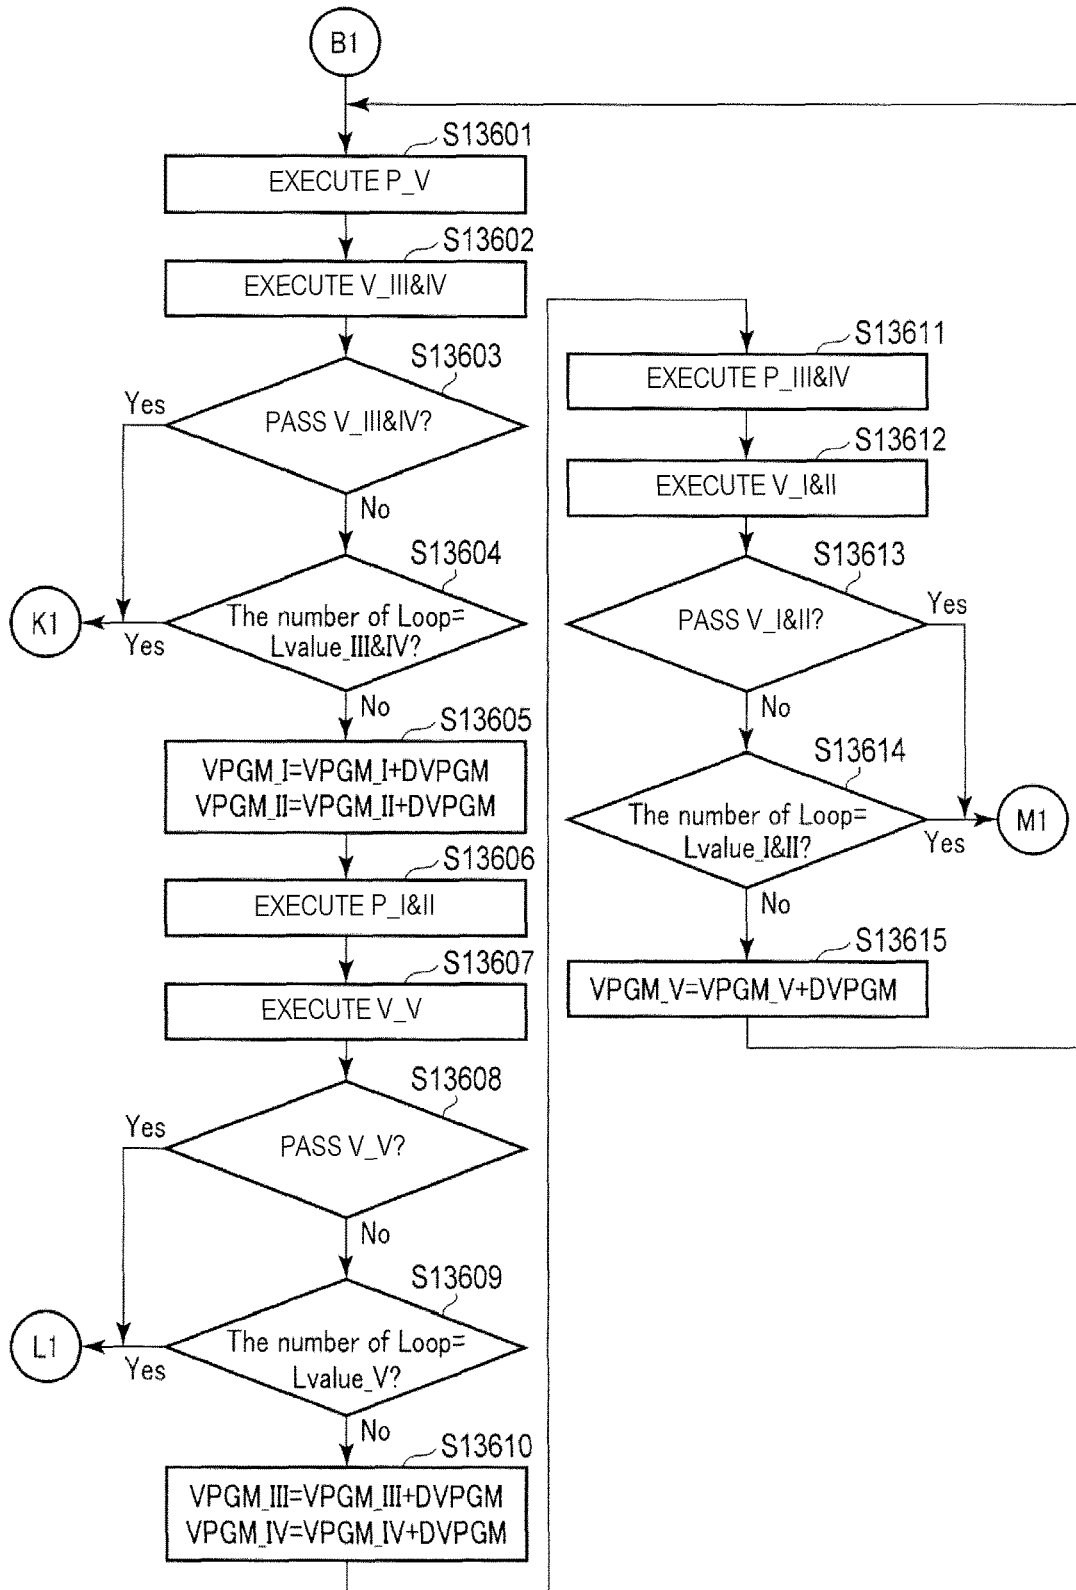 B1
S13601
EXECUTE P_V
S13602
EXECUTE V_III&IV
S13603
Yes
PASS V_III&IV?
No
S13604
K1
Yes
The number of Loop=
Lvalue_III&IV?
No
S13605
VPGM_I=VPGM_I+DVPGM
VPGM_II=VPGM_II+DVPGM
S13606
EXECUTE P_I&II
S13607
EXECUTE V_V
S13608
Yes
PASS V_V?
No
S13609
L1
Yes
The number of Loop=
Lvalue_V?
No
S13610
VPGM_III=VPGM_III+DVPGM
VPGM_IV=VPGM_IV+DVPGM
S13611
EXECUTE P_III&IV
S13612
EXECUTE V_I&II
S13613
PASS V_I&II?
Yes
No
S13614
The number of Loop=
Lvalue_I&II?
Yes
M1
No
S13615
VPGM_V=VPGM_V+DVPGM